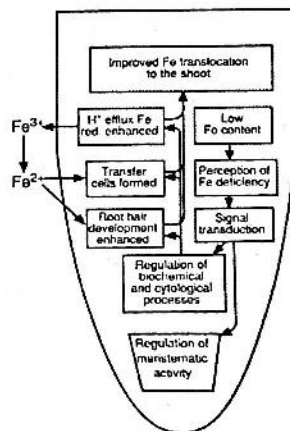 Improved Fe translocation
to the shoot
H⁺ efflux Fe
red. enhanced
Low
Fe content
Fe³⁺
Transfer
cells formed
Perception of
Fe deficiency
Fe²⁺
Root hair
development
enhanced
Signal
transduction
Regulation of
biochemical
and cytological
processes
Regulation of
meristematic
activity